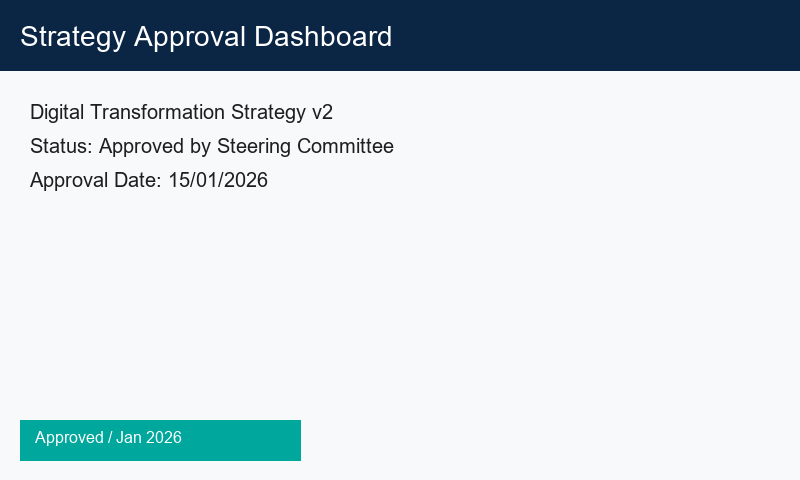 Strategy Approval Dashboard
Digital Transformation Strategy v2
Status: Approved by Steering Committee
Approval Date: 15/01/2026
Approved / Jan 2026